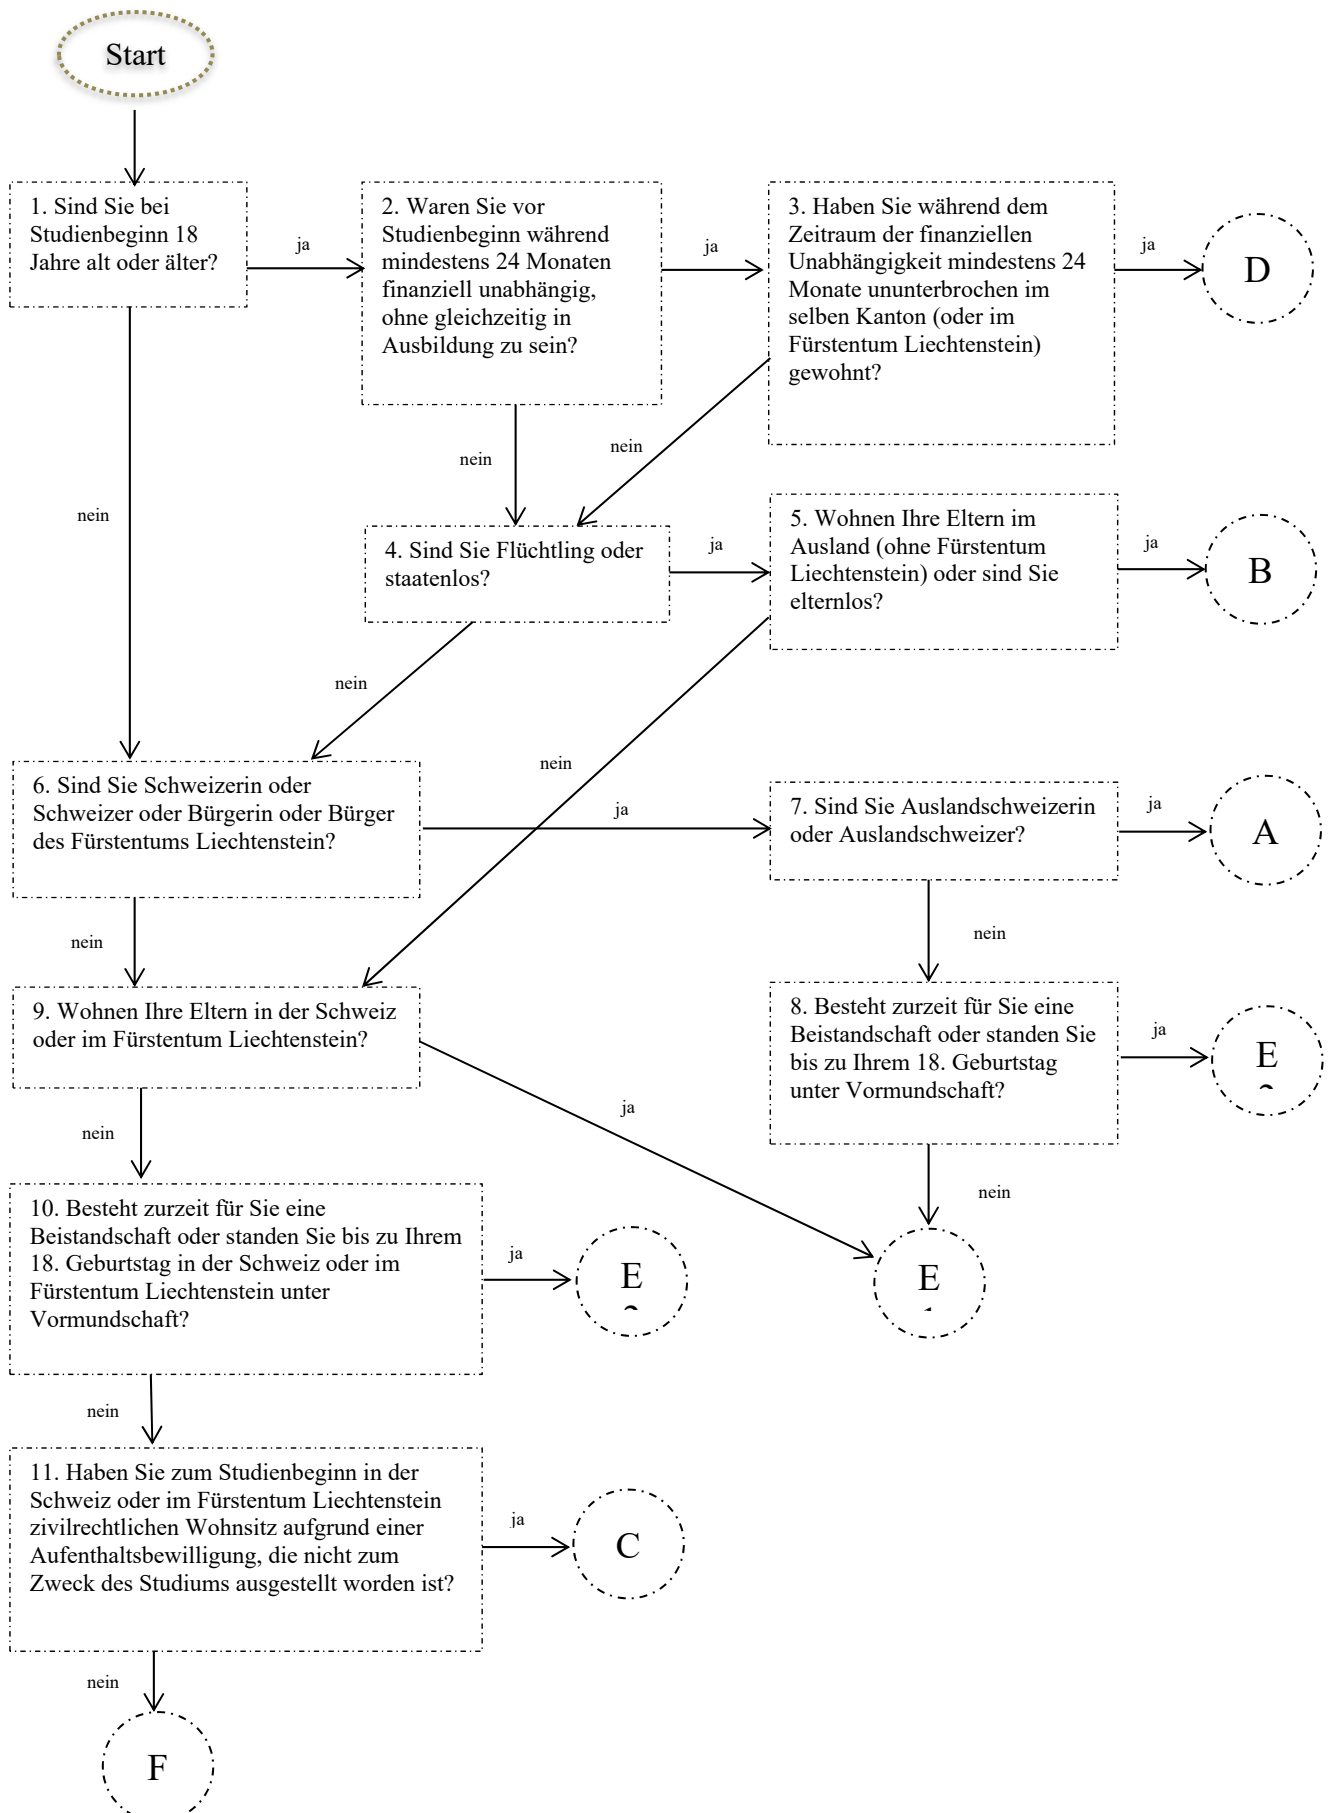 Start
1. Sind Sie bei
Studienbeginn 18
Jahre alt oder älter?
ja
2. Waren Sie vor
Studienbeginn während
mindestens 24 Monaten
finanziell unabhängig,
ohne gleichzeitig in
Ausbildung zu sein?
ja
3. Haben Sie während dem
Zeitraum der finanziellen
Unabhängigkeit mindestens 24
Monate ununterbrochen im
selben Kanton (oder im
Fürstentum Liechtenstein)
gewohnt?
ja
D
nein
nein
nein
4. Sind Sie Flüchtling oder
staatenlos?
ja
5. Wohnen Ihre Eltern im
Ausland (ohne Fürstentum
Liechtenstein) oder sind Sie
elternlos?
ja
B
nein
nein
6. Sind Sie Schweizerin oder
Schweizer oder Bürgerin oder Bürger
des Fürstentums Liechtenstein?
ja
7. Sind Sie Auslandschweizerin
oder Auslandschweizer?
ja
A
nein
nein
9. Wohnen Ihre Eltern in der Schweiz
oder im Fürstentum Liechtenstein?
ja
8. Besteht zurzeit für Sie eine
Beistandschaft oder standen Sie
bis zu Ihrem 18. Geburtstag
unter Vormundschaft?
ja
E
nein
nein
10. Besteht zurzeit für Sie eine
Beistandschaft oder standen Sie bis zu Ihrem
18. Geburtstag in der Schweiz oder im
Fürstentum Liechtenstein unter
Vormundschaft?
ja
E
E
nein
11. Haben Sie zum Studienbeginn in der
Schweiz oder im Fürstentum Liechtenstein
zivilrechtlichen Wohnsitz aufgrund einer
Aufenthaltsbewilligung, die nicht zum
Zweck des Studiums ausgestellt worden ist?
ja
C
nein
F